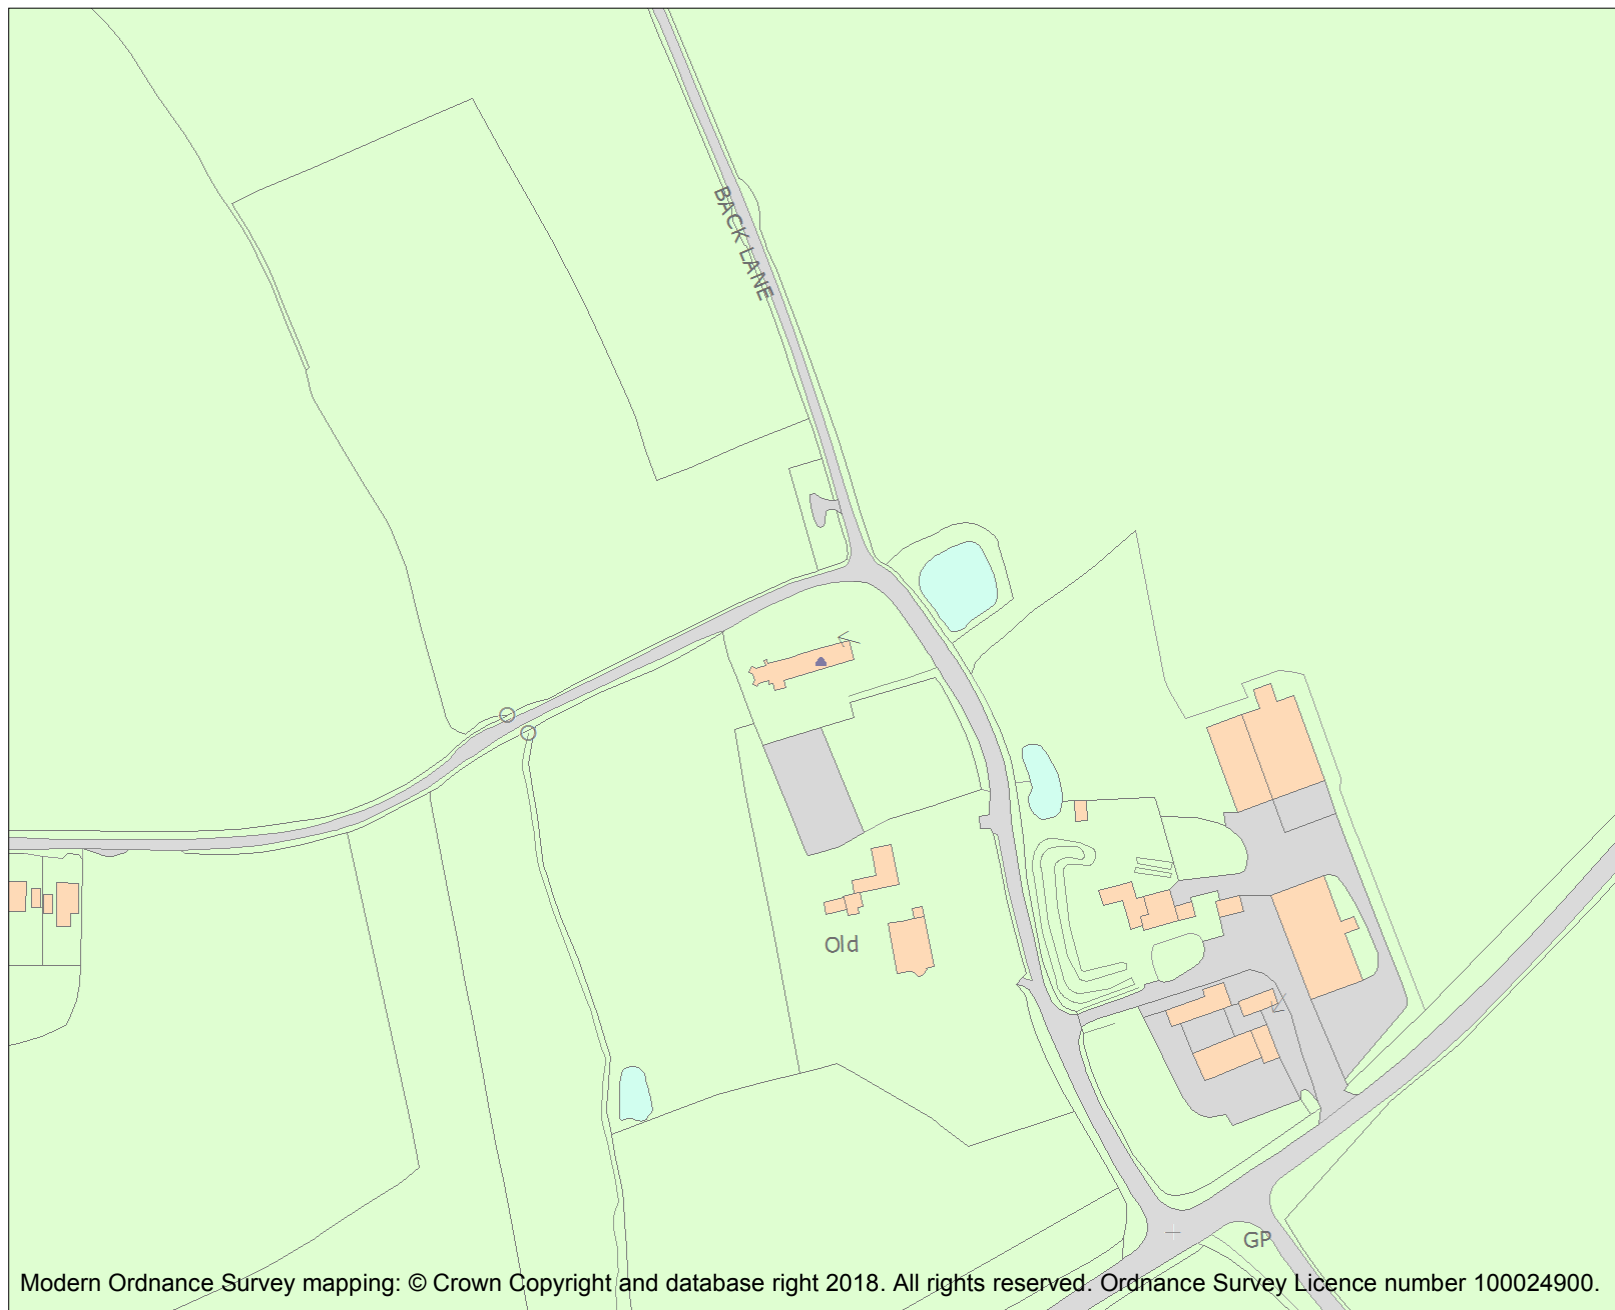 BACK LANE
Old
GP
Modern Ordnance Survey mapping: © Crown Copyright and database right 2018. All rights reserved. Ordnance Survey Licence number 100024900.